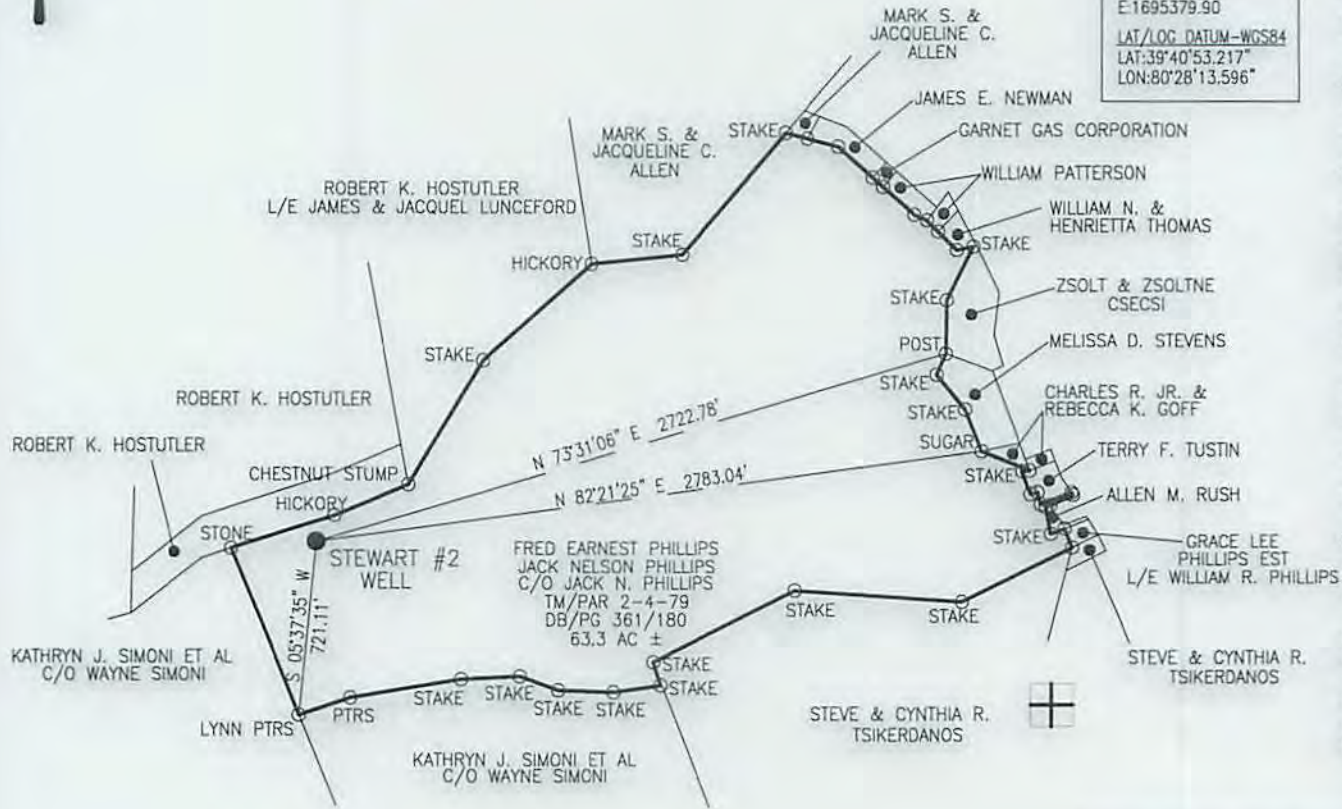 E:1695379.90
LAT/LOG DATUM-WGS84
LAT:39°40'53.217"
LON:80°28'13.596"
MARK S. &
JACQUELINE C.
ALLEN
JAMES E. NEWMAN
GARNET GAS CORPORATION
WILLIAM PATTERSON
WILLIAM N. &
HENRIETTA THOMAS
STAKE
MARK S. &
JACQUELINE C.
ALLEN
STAKE
ROBERT K. HOSTUTLER
L/E JAMES & JACQUEL LUNCEFORD
STAKE
HICKORY
STAKE
ZSOLT & ZSOLTNE
CSECSI
POST
MELISSA D. STEVENS
STAKE
STAKE
CHARLES R. JR. &
REBECCA K. GOFF
STAKE
ROBERT K. HOSTUTLER
N 73°31'06" E 2722.78'
SUGAR
TERRY F. TUSTIN
ROBERT K. HOSTUTLER
CHESTNUT STUMP
STAKE
N 82°21'25" E 2783.04'
ALLEN M. RUSH
HICKORY
STONE
STAKE
GRACE LEE
PHILLIPS EST
L/E WILLIAM R. PHILLIPS
STEWART #2
WELL
FRED EARNEST PHILLIPS
JACK NELSON PHILLIPS
C/O JACK N. PHILLIPS
TM/PAR 2-4-79
DB/PG 361/180
63.3 AC ±
STAKE
STAKE
S 05°37'35" W
721.11'
KATHRYN J. SIMONI ET AL
C/O WAYNE SIMONI
STAKE
STAKE
STEVE & CYNTHIA R.
TSIKERDANOS
LYNN PTRS
PTRS
STAKE
STAKE
STAKE
STAKE
STEVE & CYNTHIA R.
TSIKERDANOS
KATHRYN J. SIMONI ET AL
C/O WAYNE SIMONI